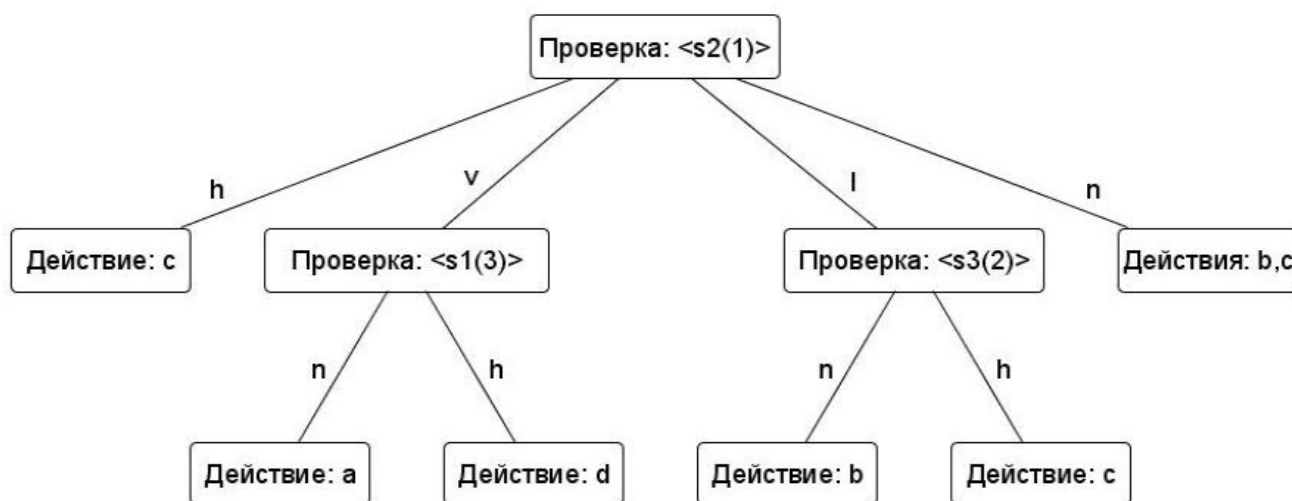 Проверка: <s2(1)>
h
v
l
n
Действие: c
Проверка: <s1(3)>
Проверка: <s3(2)>
Действия: b,c
n
h
n
h
Действие: a
Действие: d
Действие: b
Действие: c